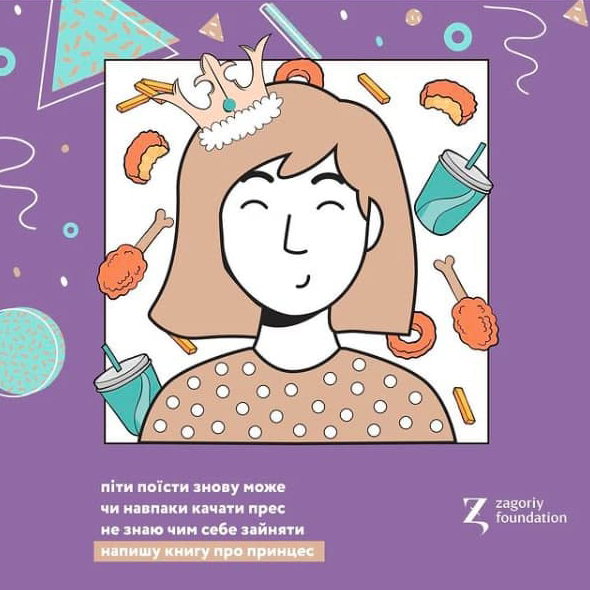 піти поїсти знову може
чи навпаки качати прес
не знаю чим себе зайняти
напишу книгу про принцес
zagoriy
foundation